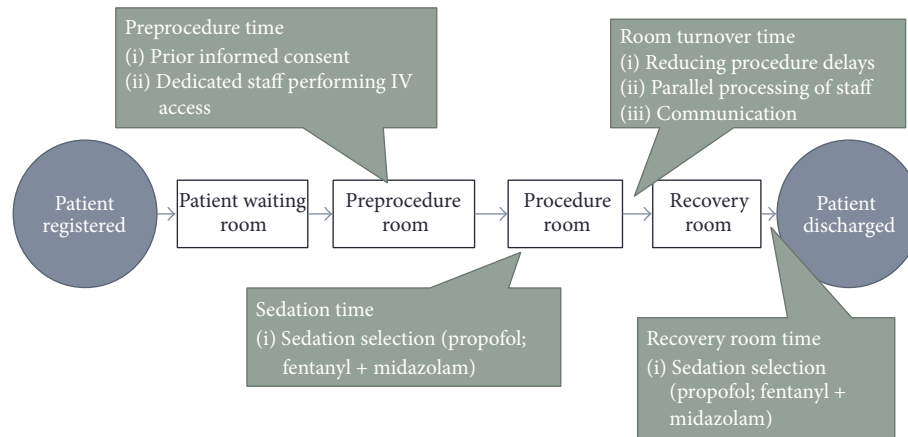 Preprocedure time
(i) Prior informed consent
(ii) Dedicated staff performing IV
access
Room turnover time
(i) Reducing procedure delays
(ii) Parallel processing of staff
(iii) Communication
Patient
registered
Patient waiting
room
Preprocedure
room
Procedure
room
Recovery
room
Patient
discharged
Sedation time
(i) Sedation selection (propofol;
fentanyl + midazolam)
Recovery room time
(i) Sedation selection
(propofol; fentanyl +
midazolam)